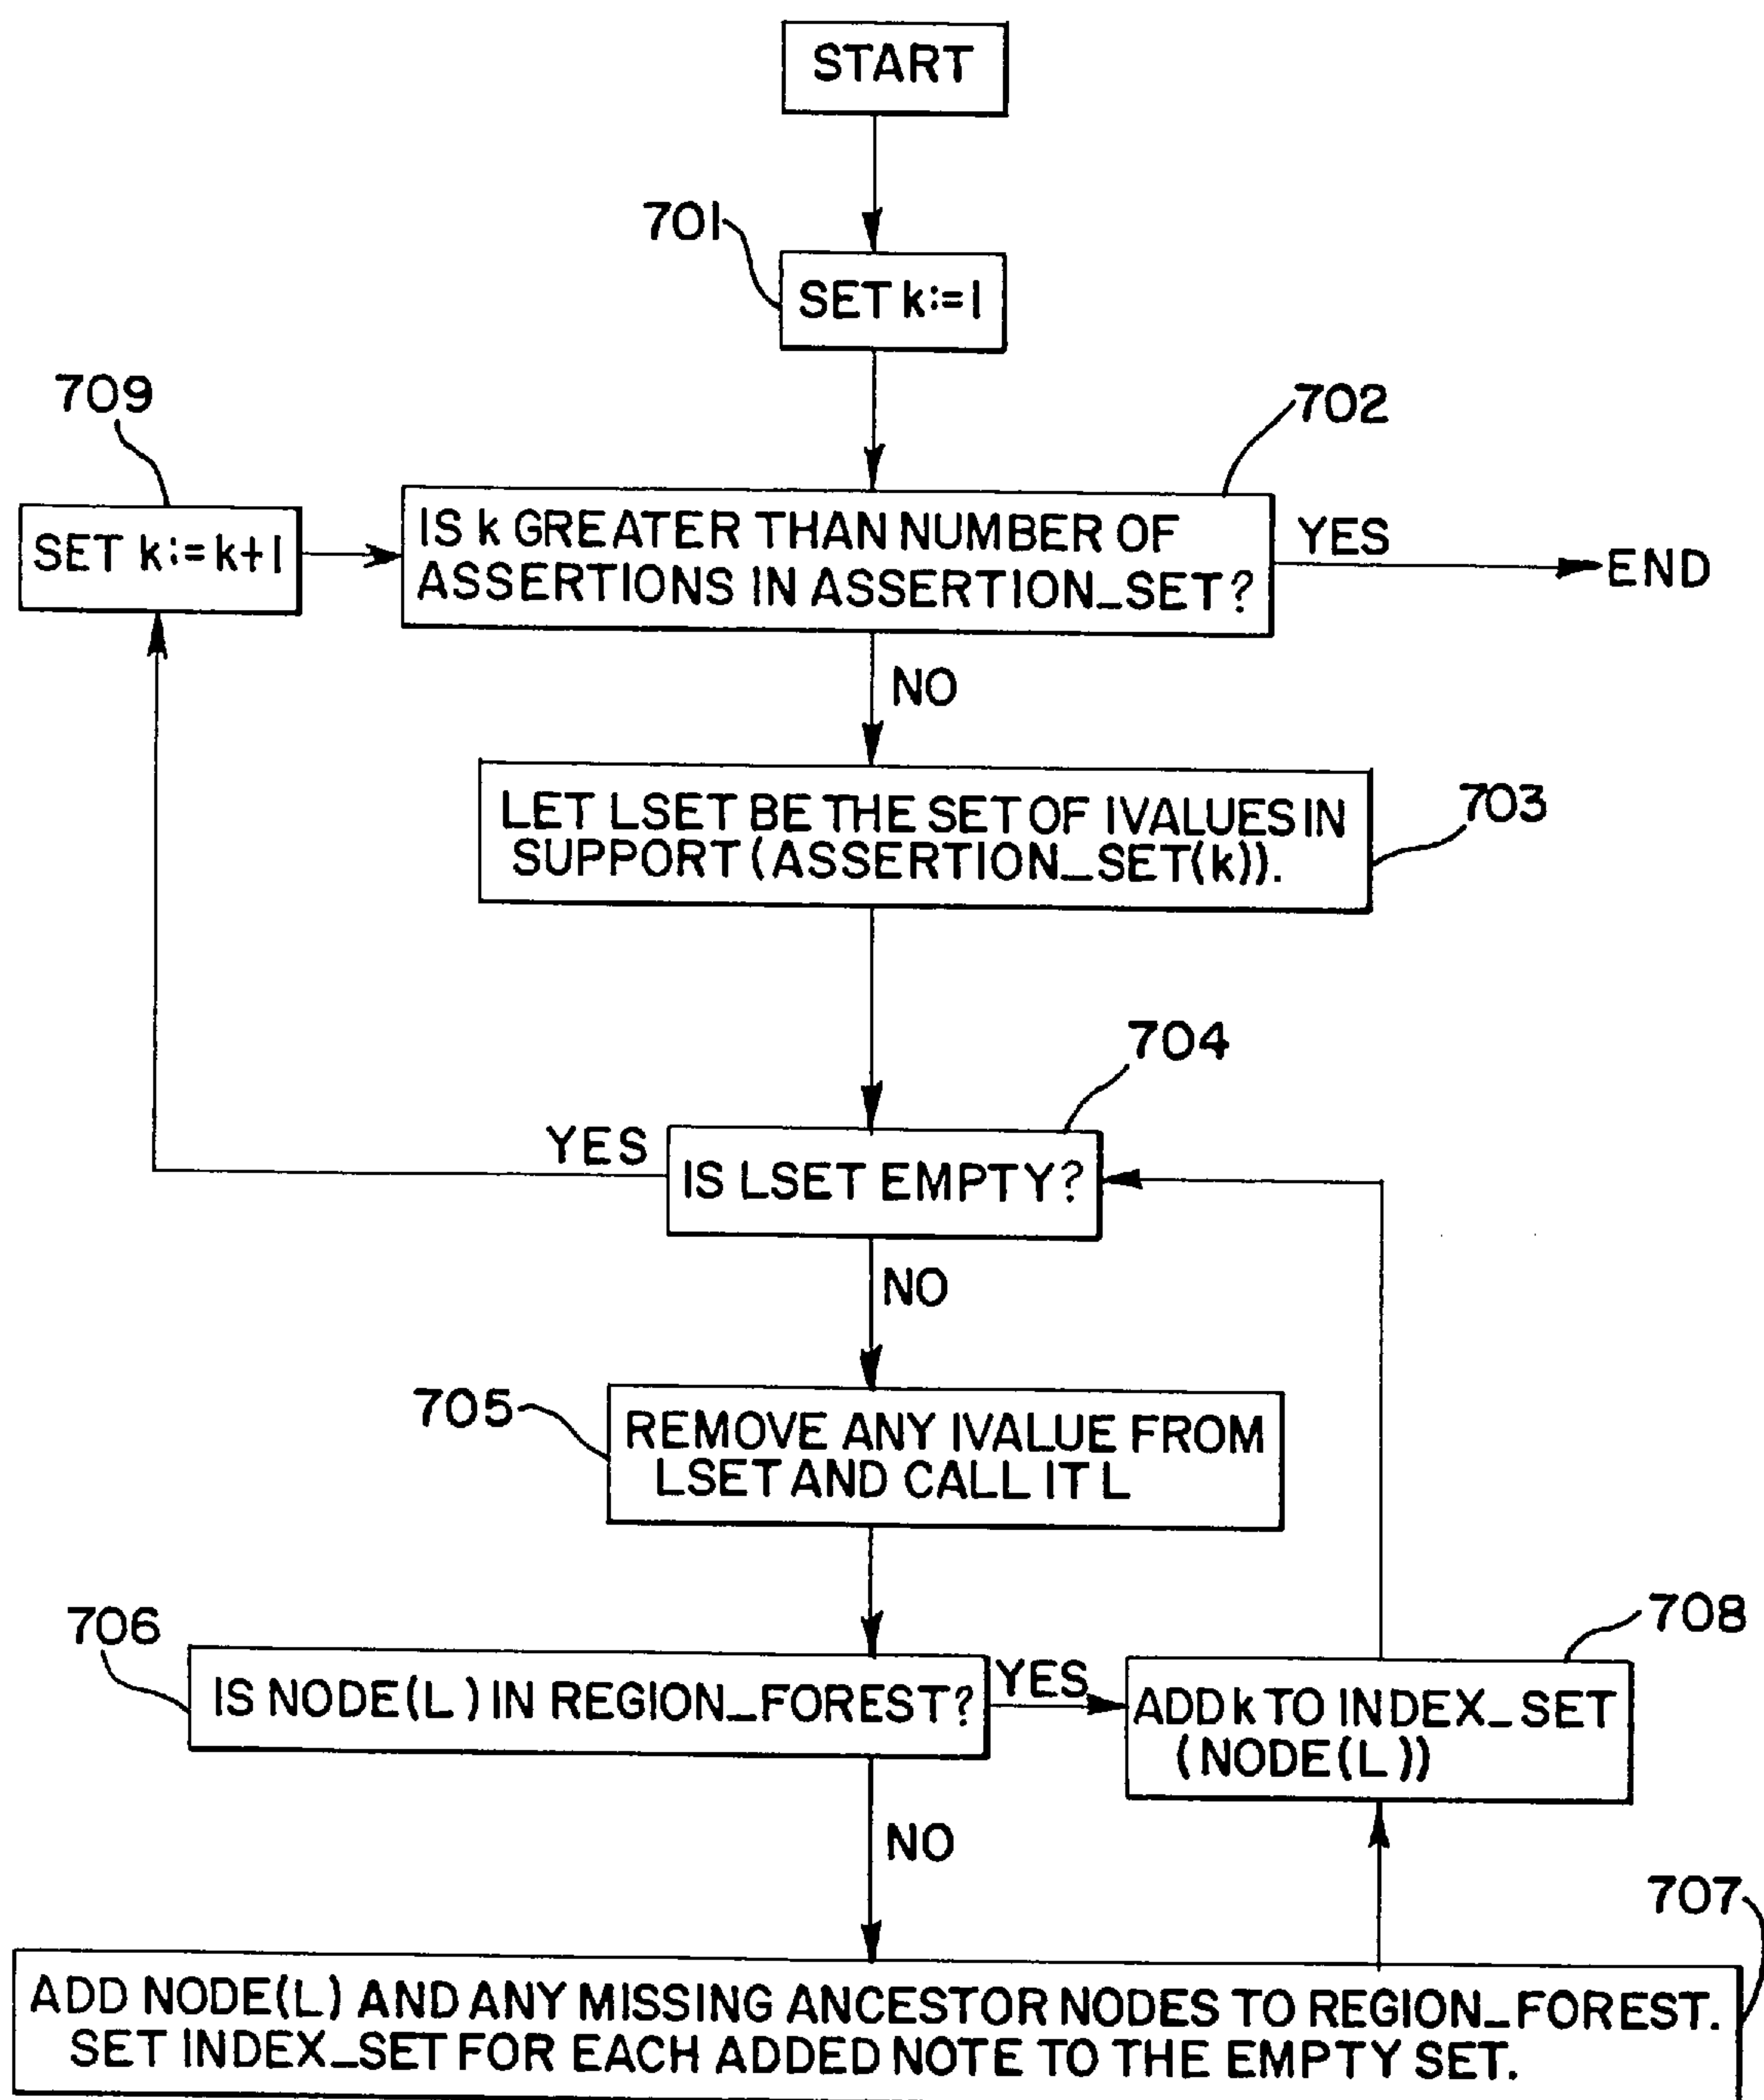 START
701
SET k:=1
709
702
SET k:=k+1
IS k GREATER THAN NUMBER OF
ASSERTIONS IN ASSERTION_SET?
YES
END
NO
LET LSET BE THE SET OF IVALUES IN
SUPPORT (ASSERTION_SET(k)).
703
704
YES
IS LSET EMPTY?
NO
705
REMOVE ANY IVALUE FROM
LSET AND CALL IT L
706
708
IS NODE(L) IN REGION_FOREST?
YES
ADD k TO INDEX_SET
(NODE(L))
NO
707
ADD NODE(L) AND ANY MISSING ANCESTOR NODES TO REGION_FOREST.
SET INDEX_SET FOR EACH ADDED NOTE TO THE EMPTY SET.